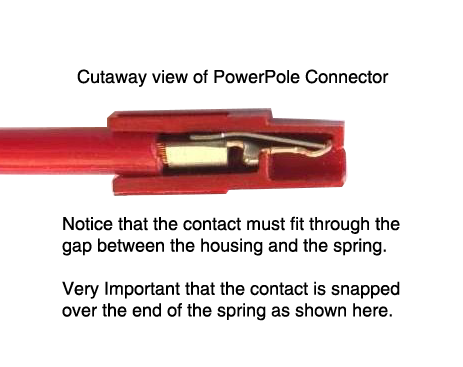 Cutaway view of PowerPole Connector
Notice that the contact must fit through the
gap between the housing and the spring.
Very Important that the contact is snapped
over the end of the spring as shown here.